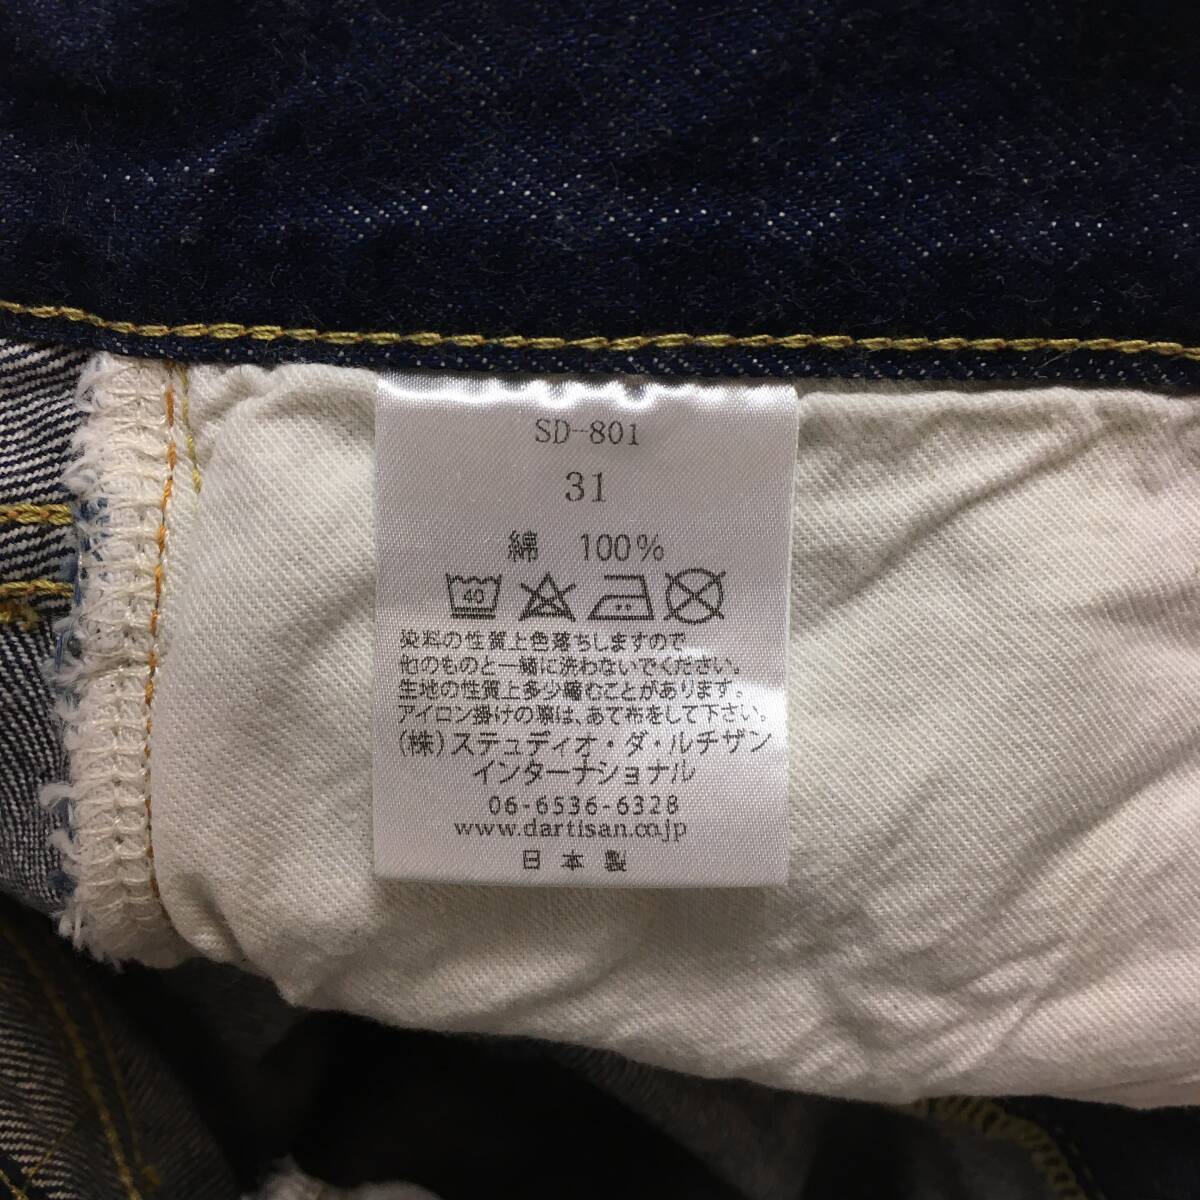 SD-801
31
綿 100%
40
染料の性質上色落ちしますので
他のものと一緒に洗わないでください。
生地の性質上多少縮むことがあります。
アイロン掛けの際は、あて布をして下さい。
(株)ステュディオ・ダ・ルチザン
インターナショナル
06-6536-6328
www.dartisan.co.jp
日本製